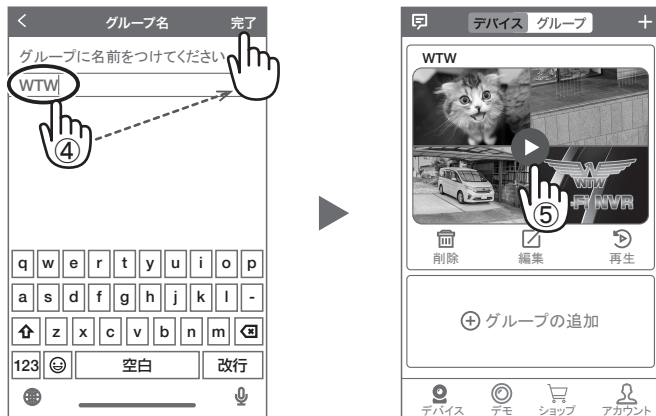 グループ名
完了
グループに名前をつけてください
WTW
④
q w e r t y u i o p
a s d f g h j k l -
z x c v b n m
123
空白
改行
デバイス
グループ
+
WTW
WTW
-FI NVR
⑤
削除
編集
再生
グループの追加
デバイス
デモ
ショップ
アカウント